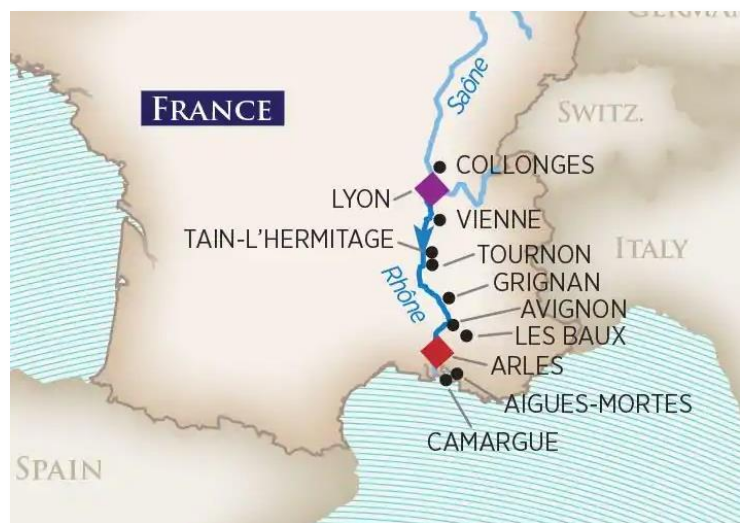 GERMANY
FRANCE
Saône
SWITZ.
COLLONGES
LYON
VIENNE
TAIN-L'HERMITAGE
TOURNON
ITALY
GRIGNAN
Rhône
AVIGNON
LES BAUX
ARLES
AIGUES-MORTES
CAMARGUE
SPAIN